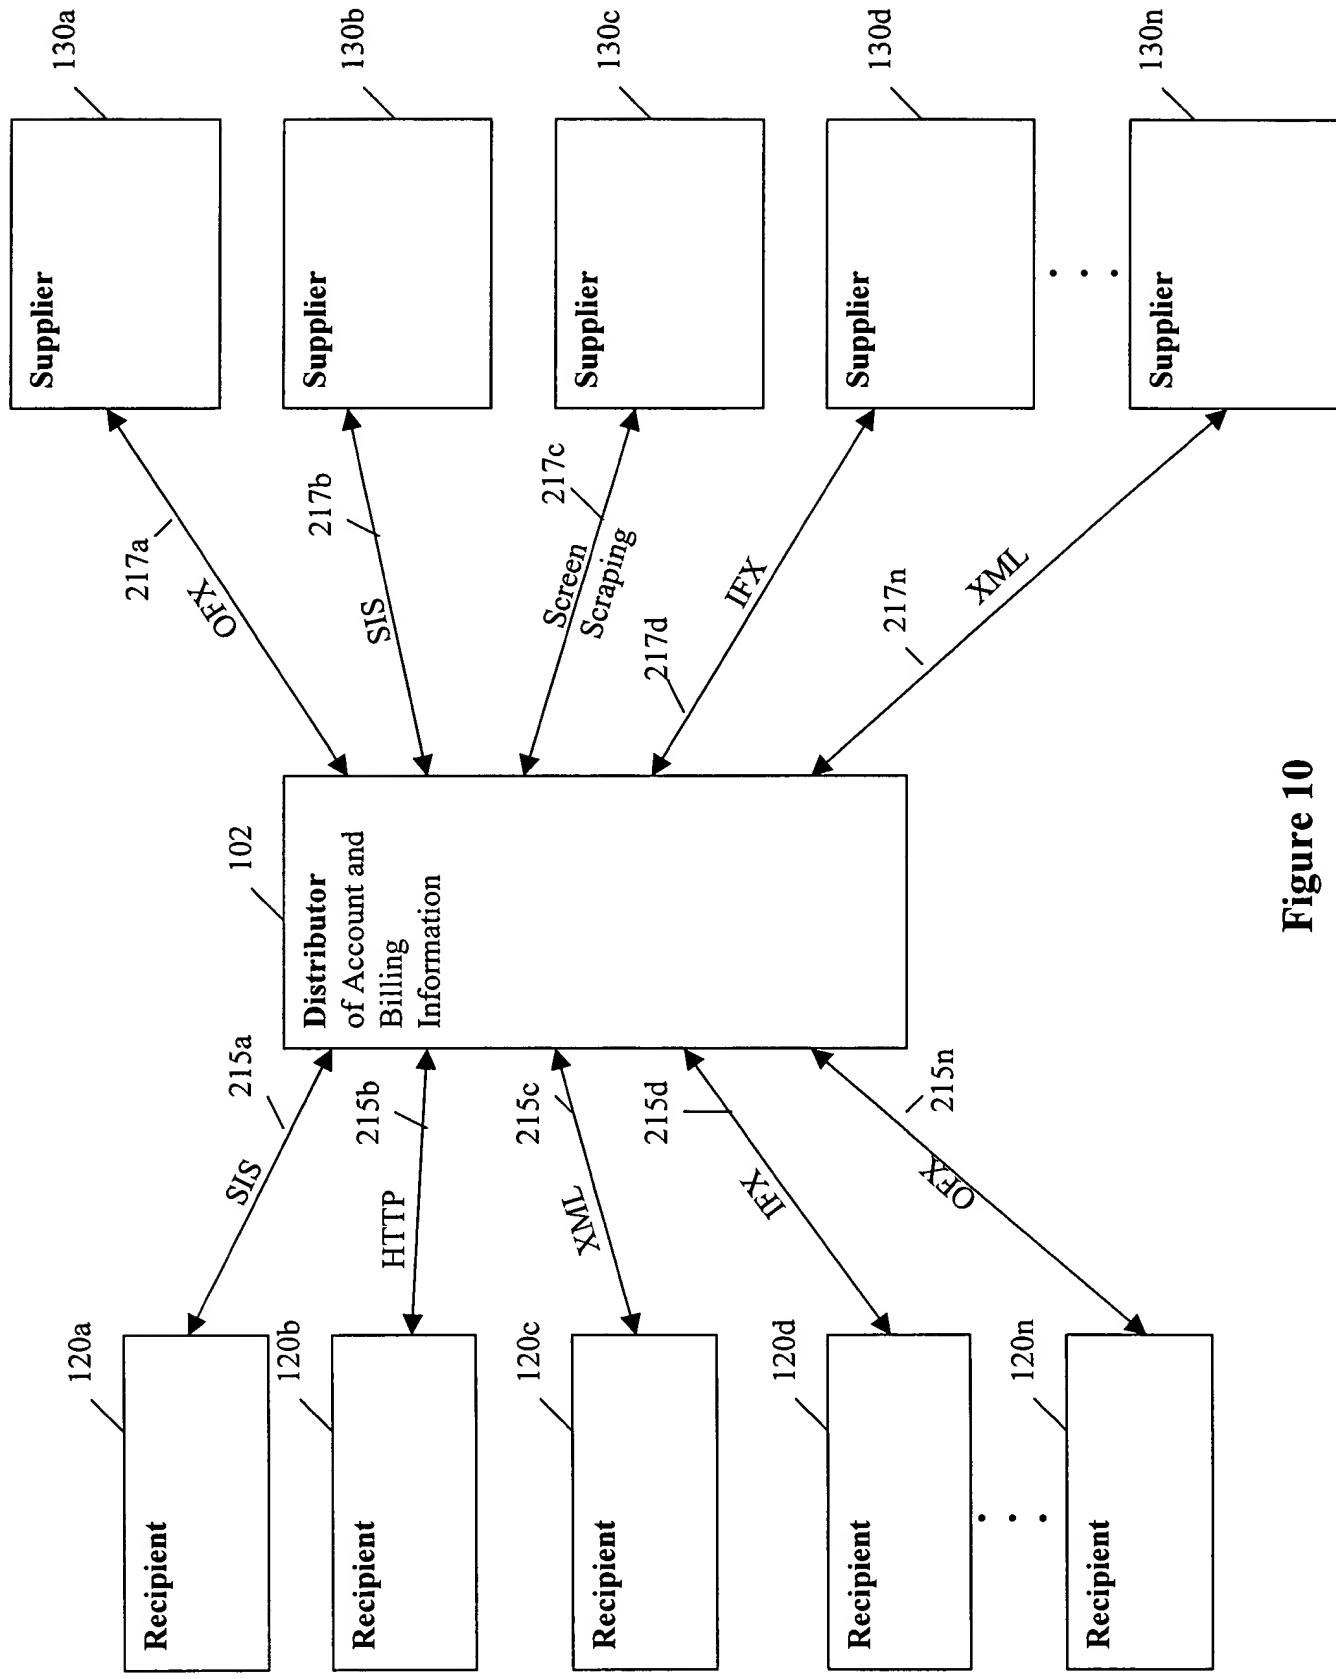 120a
Recipient
120b
Recipient
120c
Recipient
120d
Recipient
120n
Recipient
215a
SIS
215b
HTTP
215c
XML
215d
IFX
215n
OFX
102
Distributor
of Account and
Billing
Information
217a
OFX
217b
SIS
217c
Screen
Scraping
217d
IFX
217n
XML
130a
Supplier
130b
Supplier
130c
Supplier
130d
Supplier
130n
Supplier
Figure 10